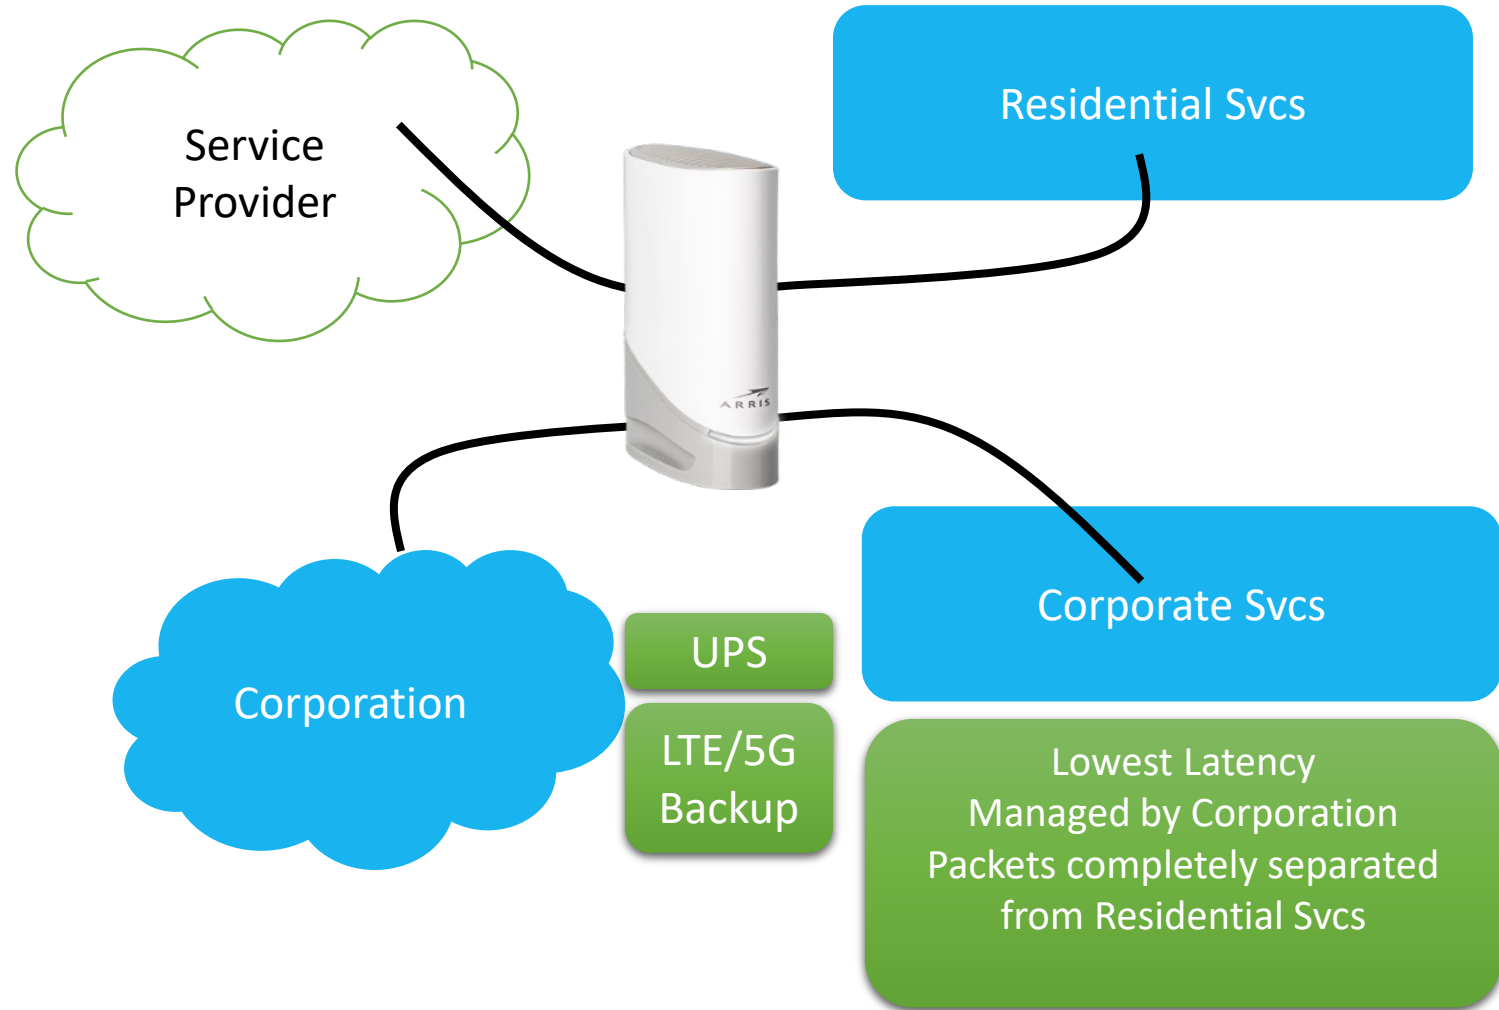 Service
Provider
Residential Svcs
ARRIS
Corporate Svcs
Corporation
UPS
LTE/5G
Backup
Lowest Latency
Managed by Corporation
Packets completely separated
from Residential Svcs